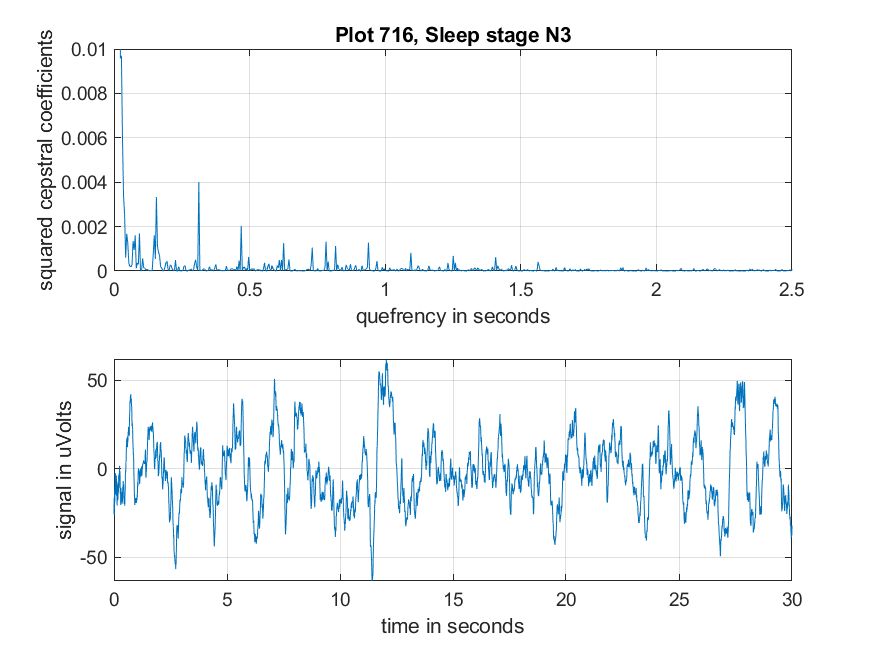 Plot 716, Sleep stage N3
squared cepstral coefficients
0.01
0.008
0.006
0.004
0.002
0
0 0.5 1 1.5 2 2.5
quefrency in seconds
signal in uVolts
50
0
-50
0 5 10 15 20 25 30
time in seconds